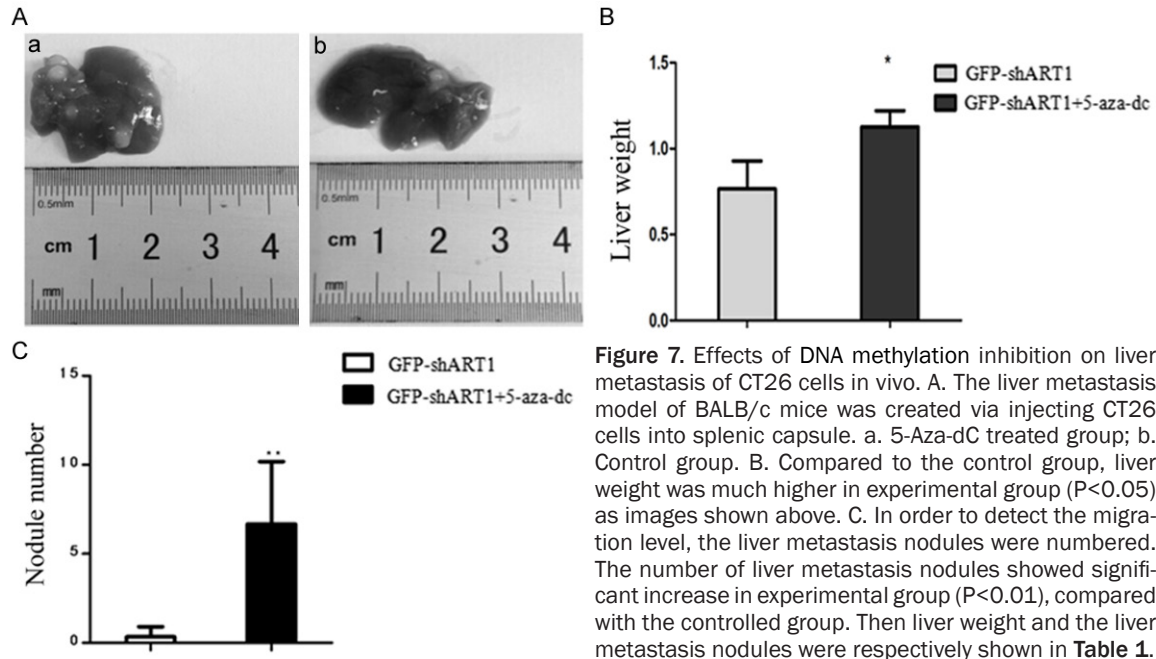 A
a
0.5mm
cm 1 2 3 4
mm
b
0.5mm
cm 1 2 3 4
mm
B
Liver weight
1.5
1.0
0.5
0.0
*
GFP-shART1
GFP-shART1+5-aza-dc
C
Nodule number
15
10
5
0
**
GFP-shART1
GFP-shART1+5-aza-dc
Figure 7. Effects of DNA methylation inhibition on liver
metastasis of CT26 cells in vivo. A. The liver metastasis
model of BALB/c mice was created via injecting CT26
cells into splenic capsule. a. 5-Aza-dC treated group; b.
Control group. B. Compared to the control group, liver
weight was much higher in experimental group (P<0.05)
as images shown above. C. In order to detect the migra-
tion level, the liver metastasis nodules were numbered.
The number of liver metastasis nodules showed signifi-
cant increase in experimental group (P<0.01), compared
with the controlled group. Then liver weight and the liver
metastasis nodules were respectively shown in Table 1.